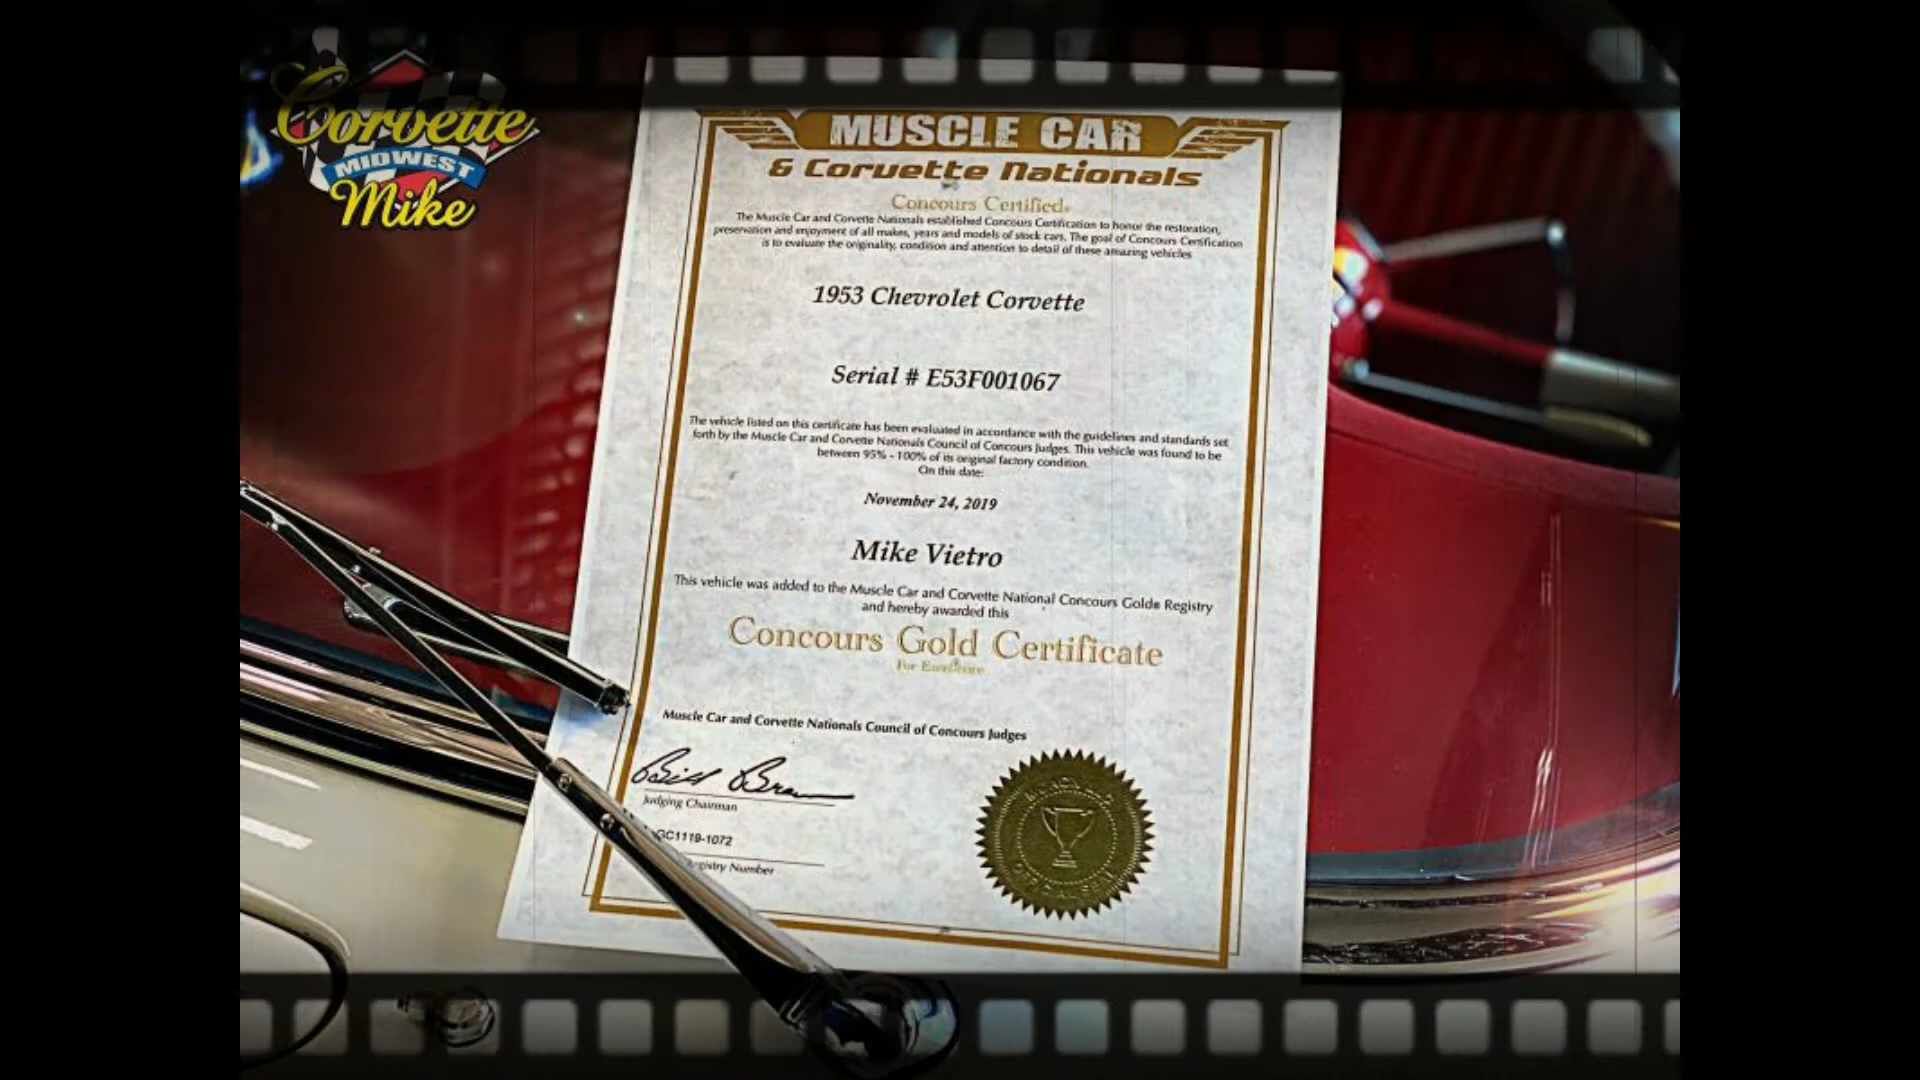 Corvette
MIDWEST
Mike
MUSCLE CAR
& Corvette Nationals
Concours Certified.
The Muscle Car and Corvette Nationals established Concours Certification to honor the restoration,
preservation and enjoyment of all makes, years and models of stock cars. The goal of Concours Certification
is to evaluate the originality, condition and attention to detail of these amazing vehicles
1953 Chevrolet Corvette
Serial # E53F001067
The vehicle listed on this certificate has been evaluated in accordance with the guidelines and standards set
forth by the Muscle Car and Corvette Nationals Council of Concours Judges. This vehicle was found to be
between 95% - 100% of its original factory condition.
On this date:
November 24, 2019
Mike Vietro
This vehicle was added to the Muscle Car and Corvette National Concours Golde Registry
and hereby awarded this
Concours Gold Certificate
For Excellence
Muscle Car and Corvette Nationals Council of Concours Judges
Judging Chairman
GC1119-1072
Number